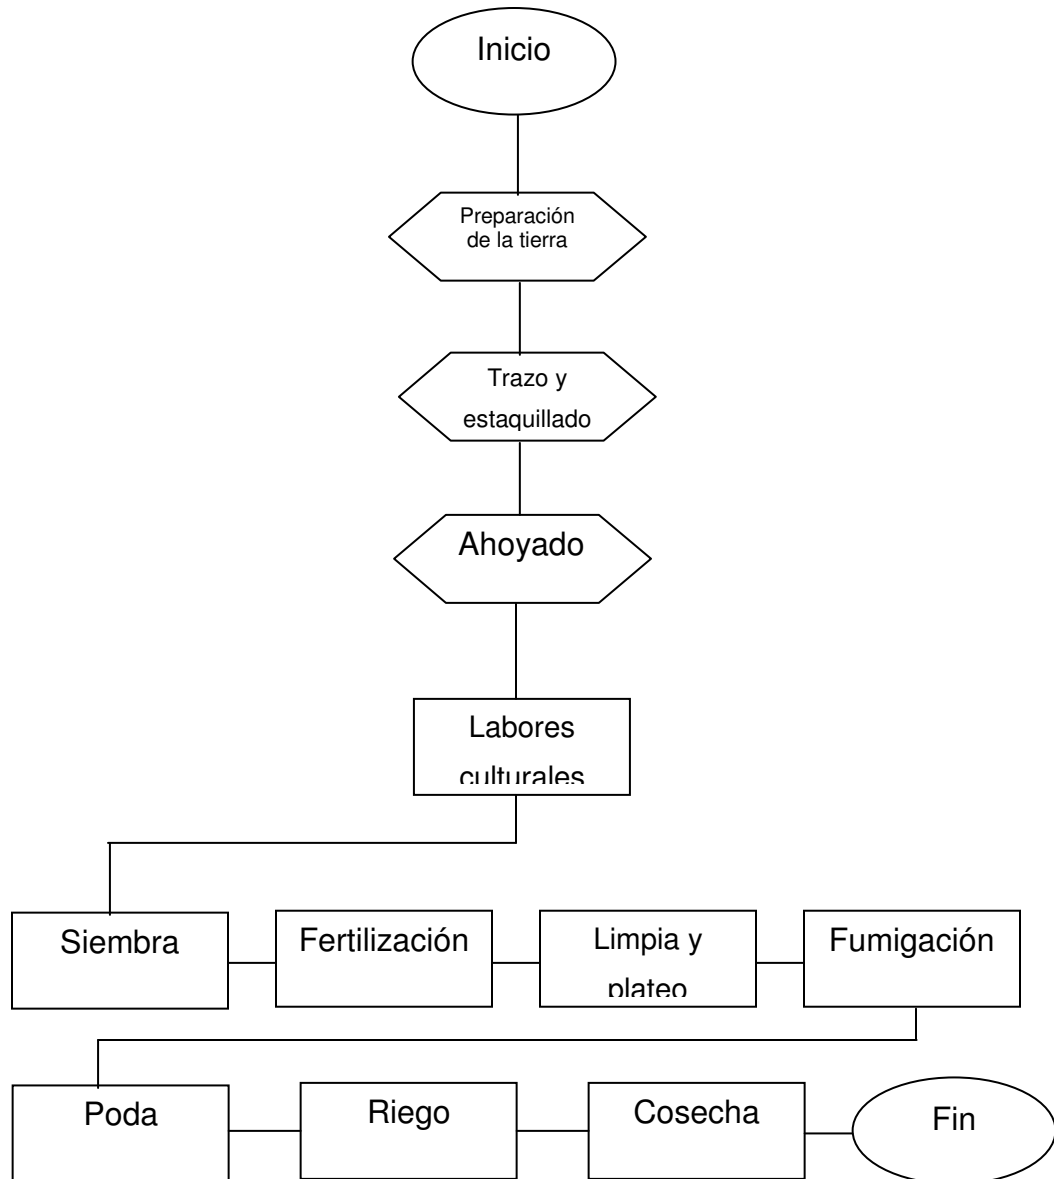 Inicio
Preparación
de la tierra
Trazo y
estaquillado
Ahoyado
Labores
culturales
Siembra
Fertilización
Limpia y
plateo
Fumigación
Poda
Riego
Cosecha
Fin